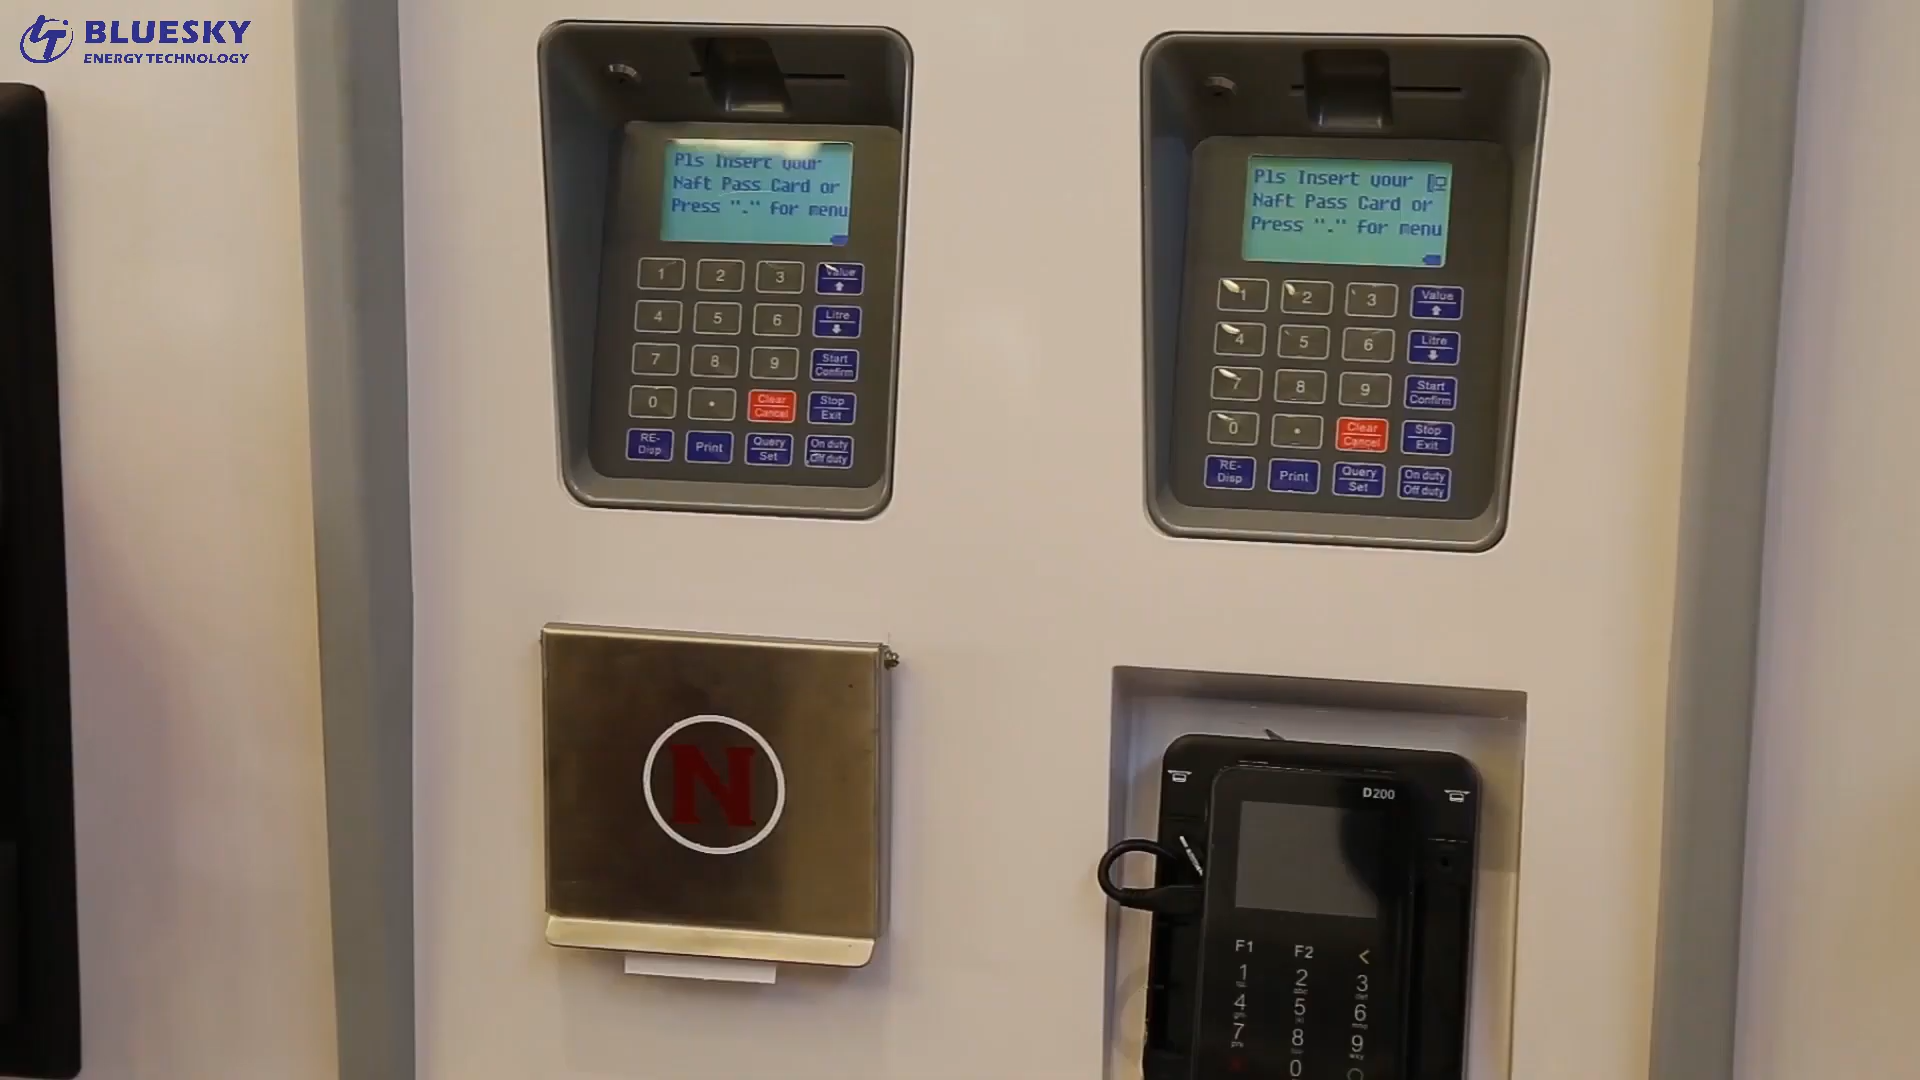 BLUESKY
ENERGY TECHNOLOGY
Pls Insert your
Naft Pass Card or
Press "." for menu
1 2 3 Value
4 5 6 Litre
7 8 9 Start Confirm
0 . Clear Cancel Stop Exit
RE-Disp Print Query Set On duty Off duty
Pls Insert your
Naft Pass Card or
Press "." for menu
1 2 3 Value
4 5 6 Litre
7 8 9 Start Confirm
0 . Clear Cancel Stop Exit
RE-Disp Print Query Set On duty Off duty
N
D200
F1 F2 <
1 2 3
4 5 6
7 8 9
0